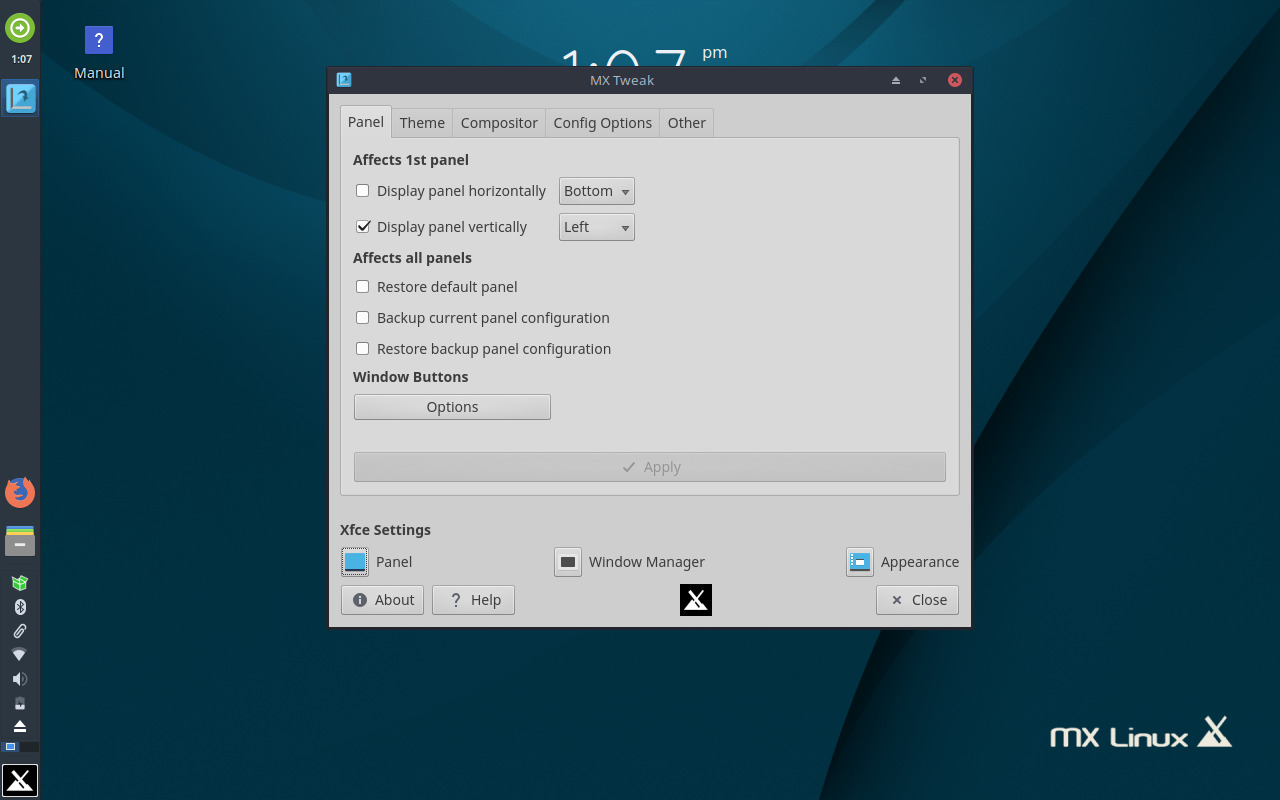 1:07
?
Manual
1:07 pm
MX Tweak
Panel Theme Compositor Config Options Other
Affects 1st panel
Display panel horizontally Bottom
Display panel vertically Left
Affects all panels
Restore default panel
Backup current panel configuration
Restore backup panel configuration
Window Buttons
Options
Apply
Xfce Settings
Panel Window Manager Appearance
About ? Help Close
mx Linux